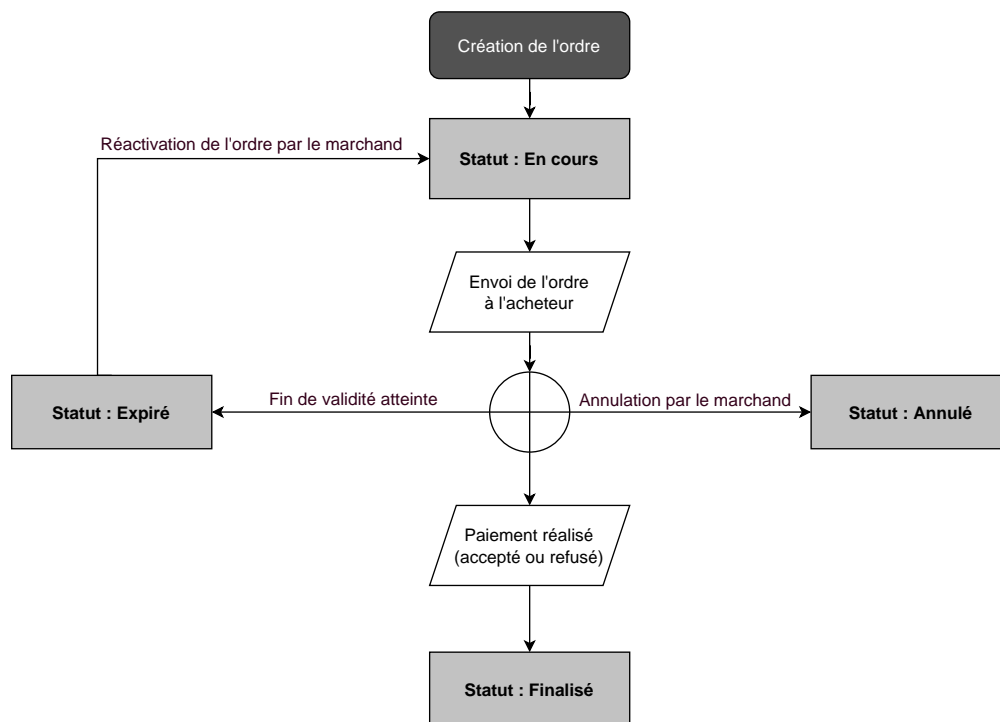 Création de l'ordre
Réactivation de l'ordre par le marchand
Statut : En cours
Envoi de l'ordre
à l'acheteur
Statut : Expiré
Fin de validité atteinte
Annulation par le marchand
Statut : Annulé
Paiement réalisé
(accepté ou refusé)
Statut : Finalisé